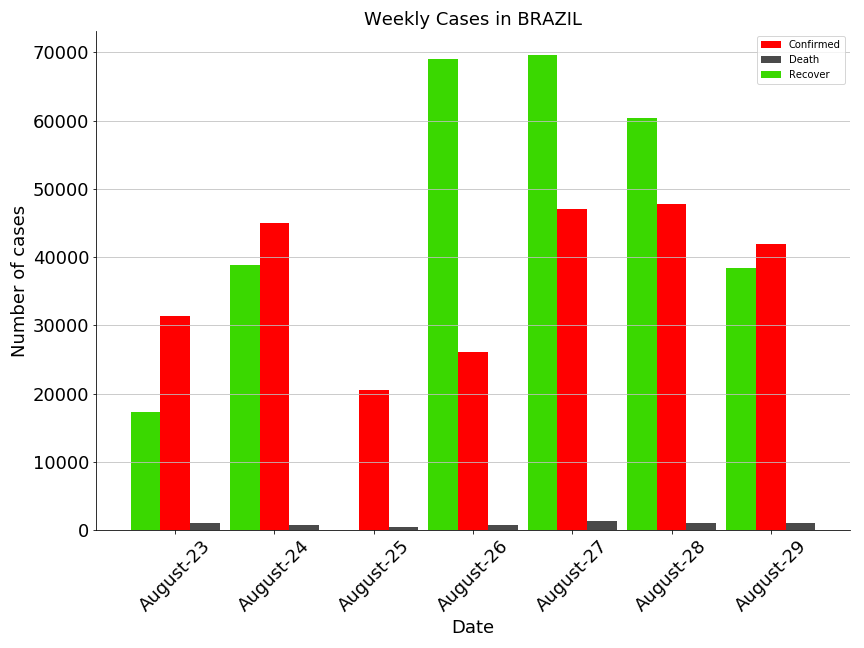 Weekly Cases in BRAZIL
Confirmed
Death
Recover
Number of cases
70000
60000
50000
40000
30000
20000
10000
0
August-23
August-24
August-25
August-26
August-27
August-28
August-29
Date